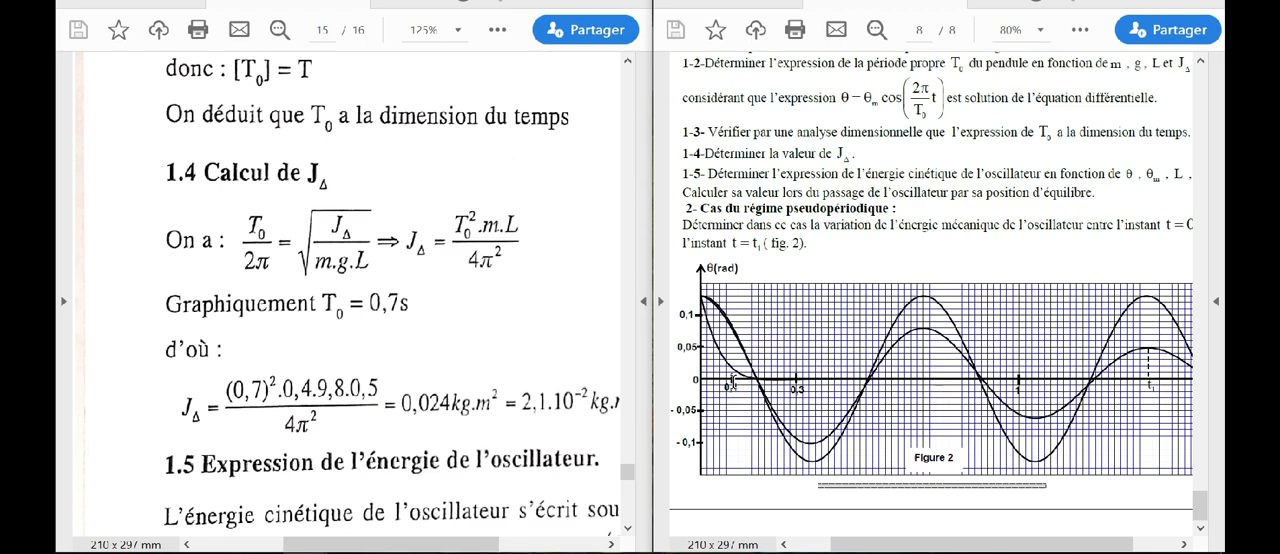 15 / 16
125%
Partager
donc : [T₀] = T
On déduit que T₀ a la dimension du temps
1.4 Calcul de J_Δ
On a : T₀/2π = √(J_Δ/m.g.L) ⇒ J_Δ = T₀².m.L/4π²
Graphiquement T₀ = 0,7s
d'où :
J_Δ = (0,7)².0,4.9,8.0,5/4π² = 0,024kg.m² = 2,1.10⁻²kg.
1.5 Expression de l'énergie de l'oscillateur.
L'énergie cinétique de l'oscillateur s'écrit sou
210 x 297 mm
8 / 8
80%
Partager
1-2-Déterminer l'expression de la période propre T₀ du pendule en fonction de m , g , L et J_Δ
considérant que l'expression θ = θ_m cos(2π/T₀ t) est solution de l'équation différentielle.
1-3- Vérifier par une analyse dimensionnelle que l'expression de T₀ a la dimension du temps.
1-4-Déterminer la valeur de J_Δ.
1-5- Déterminer l'expression de l'énergie cinétique de l'oscillateur en fonction de θ , θ_m , L ,
Calculer sa valeur lors du passage de l'oscillateur par sa position d'équilibre.
2- Cas du régime pseudopériodique :
Déterminer dans ce cas la variation de l'énergie mécanique de l'oscillateur entre l'instant t = 0
l'instant t = t₁ ( fig. 2).
θ(rad)
0,1
0,05
0
0,3
1
t₁
- 0,05
- 0,1
Figure 2
210 x 297 mm